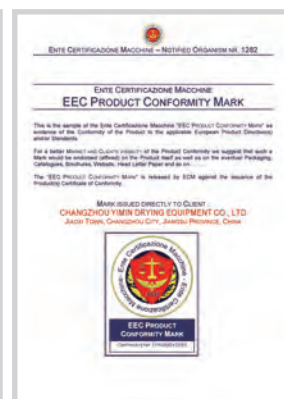 ENTE CERTIFICAZIONE MACCHINE – NOTIFIED ORGANISM NR. 1282
ENTE CERTIFICAZIONE MACCHINE
EEC PRODUCT CONFORMITY MARK
This is the sample of the Ente Certificazione Macchine "EEC PRODUCT CONFORMITY MARK" as
evidence of the Conformity of the Product to the applicable European Product Directive(s)
and/or Standards.
For a better MARKET AND CLIENTS VISIBILITY of the Product Conformity we suggest that such a
Mark would be endorsed (affixed) on the Product itself as well as on the eventual Packaging,
Catalogues, Brochures, Website, Head Letter Paper and so on.
The "EEC PRODUCT CONFORMITY MARK" is released by ECM against the issuance of the
Product(s) Certificate of Conformity.
MARK ISSUED DIRECTLY TO CLIENT :
CHANGZHOU YIMIN DRYING EQUIPMENT CO., LTD.
JIAOXI TOWN, CHANGZHOU CITY, JIANGSU PROVINCE, CHINA
Ente Certificazione Macchine - Ente Certificazione Macchine -
EEC PRODUCT
CONFORMITY MARK